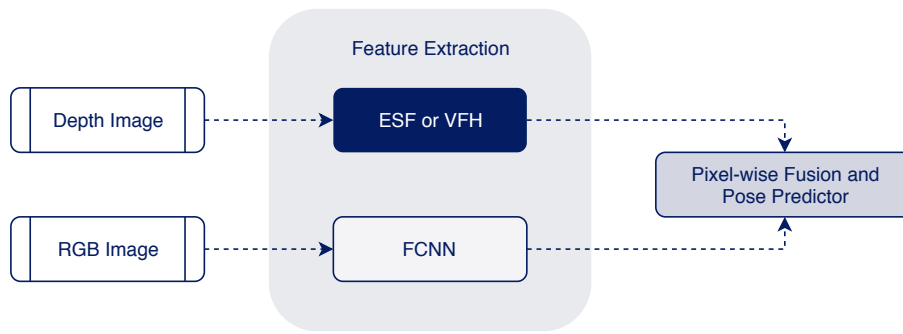 Feature Extraction
Depth Image
ESF or VFH
Pixel-wise Fusion and
Pose Predictor
RGB Image
FCNN